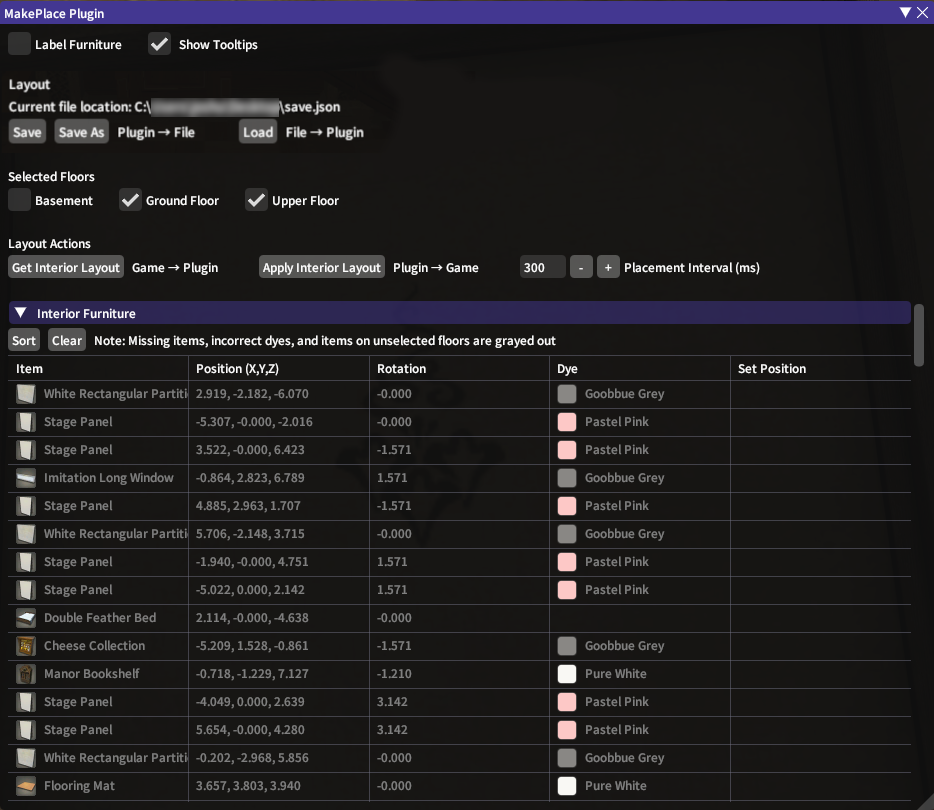 MakePlace Plugin
Label Furniture Show Tooltips
Layout
Current file location: C:\ \save.json
Save Save As Plugin → File Load File → Plugin
Selected Floors
Basement Ground Floor Upper Floor
Layout Actions
Get Interior Layout Game → Plugin Apply Interior Layout Plugin → Game 300 - + Placement Interval (ms)
Interior Furniture
Sort Clear Note: Missing items, incorrect dyes, and items on unselected floors are grayed out
Item Position (X,Y,Z) Rotation Dye Set Position
White Rectangular Partiti 2.919, -2.182, -6.070 -0.000 Goobbue Grey
Stage Panel -5.307, -0.000, -2.016 -0.000 Pastel Pink
Stage Panel 3.522, -0.000, 6.423 -1.571 Pastel Pink
Imitation Long Window -0.864, 2.823, 6.789 1.571 Goobbue Grey
Stage Panel 4.885, 2.963, 1.707 -1.571 Pastel Pink
White Rectangular Partiti 5.706, -2.148, 3.715 -0.000 Goobbue Grey
Stage Panel -1.940, -0.000, 4.751 1.571 Pastel Pink
Stage Panel -5.022, 0.000, 2.142 1.571 Pastel Pink
Double Feather Bed 2.114, -0.000, -4.638 -0.000
Cheese Collection -5.209, 1.528, -0.861 -1.571 Goobbue Grey
Manor Bookshelf -0.718, -1.229, 7.127 -1.210 Pure White
Stage Panel -4.049, 0.000, 2.639 3.142 Pastel Pink
Stage Panel 5.654, -0.000, 4.280 3.142 Pastel Pink
White Rectangular Partiti -0.202, -2.968, 5.856 -0.000 Goobbue Grey
Flooring Mat 3.657, 3.803, 3.940 -0.000 Pure White